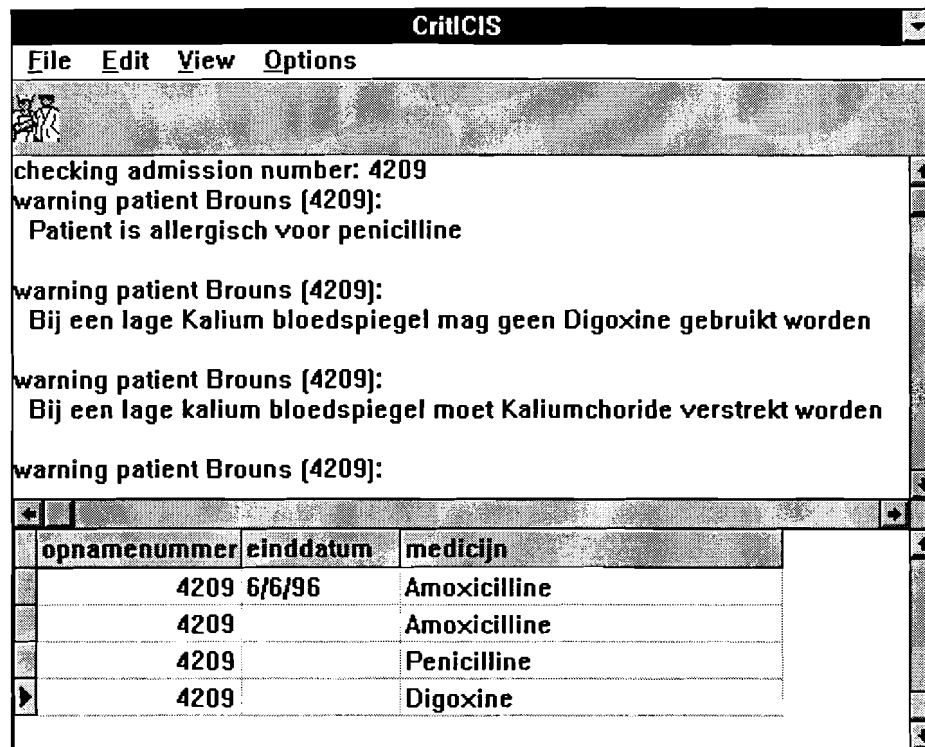 CritICIS
File Edit View Options
checking admission number: 4209
warning patient Brouns (4209):
Patient is allergisch voor penicilline
warning patient Brouns (4209):
Bij een lage Kalium bloedspiegel mag geen Digoxine gebruikt worden
warning patient Brouns (4209):
Bij een lage kalium bloedspiegel moet Kaliumchoride verstrekt worden
warning patient Brouns (4209):
opnamenummer einddatum medicijn
4209 6/6/96 Amoxicilline
4209 Amoxicilline
4209 Penicilline
4209 Digoxine